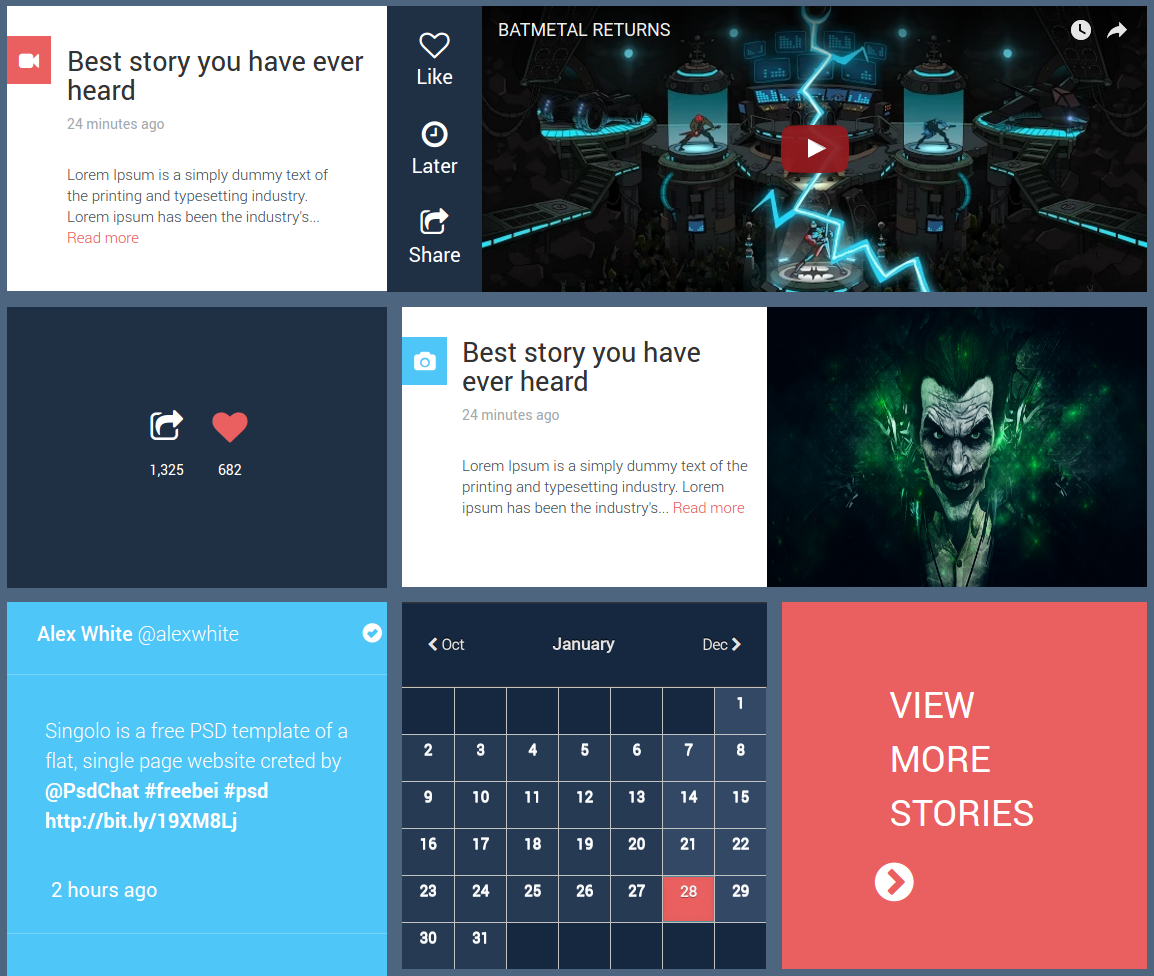 Best story you have ever
heard
24 minutes ago
Lorem Ipsum is a simply dummy text of
the printing and typesetting industry.
Lorem ipsum has been the industry's...
Read more
Like
Later
Share
BATMETAL RETURNS
1,325 682
Best story you have
ever heard
24 minutes ago
Lorem Ipsum is a simply dummy text of the
printing and typesetting industry. Lorem
ipsum has been the industry's... Read more
Alex White @alexwhite
Singolo is a free PSD template of a
flat, single page website creted by
@PsdChat #freebei #psd
http://bit.ly/19XM8Lj
2 hours ago
Oct January Dec
1
2 3 4 5 6 7 8
9 10 11 12 13 14 15
16 17 18 19 20 21 22
23 24 25 26 27 28 29
30 31
VIEW
MORE
STORIES